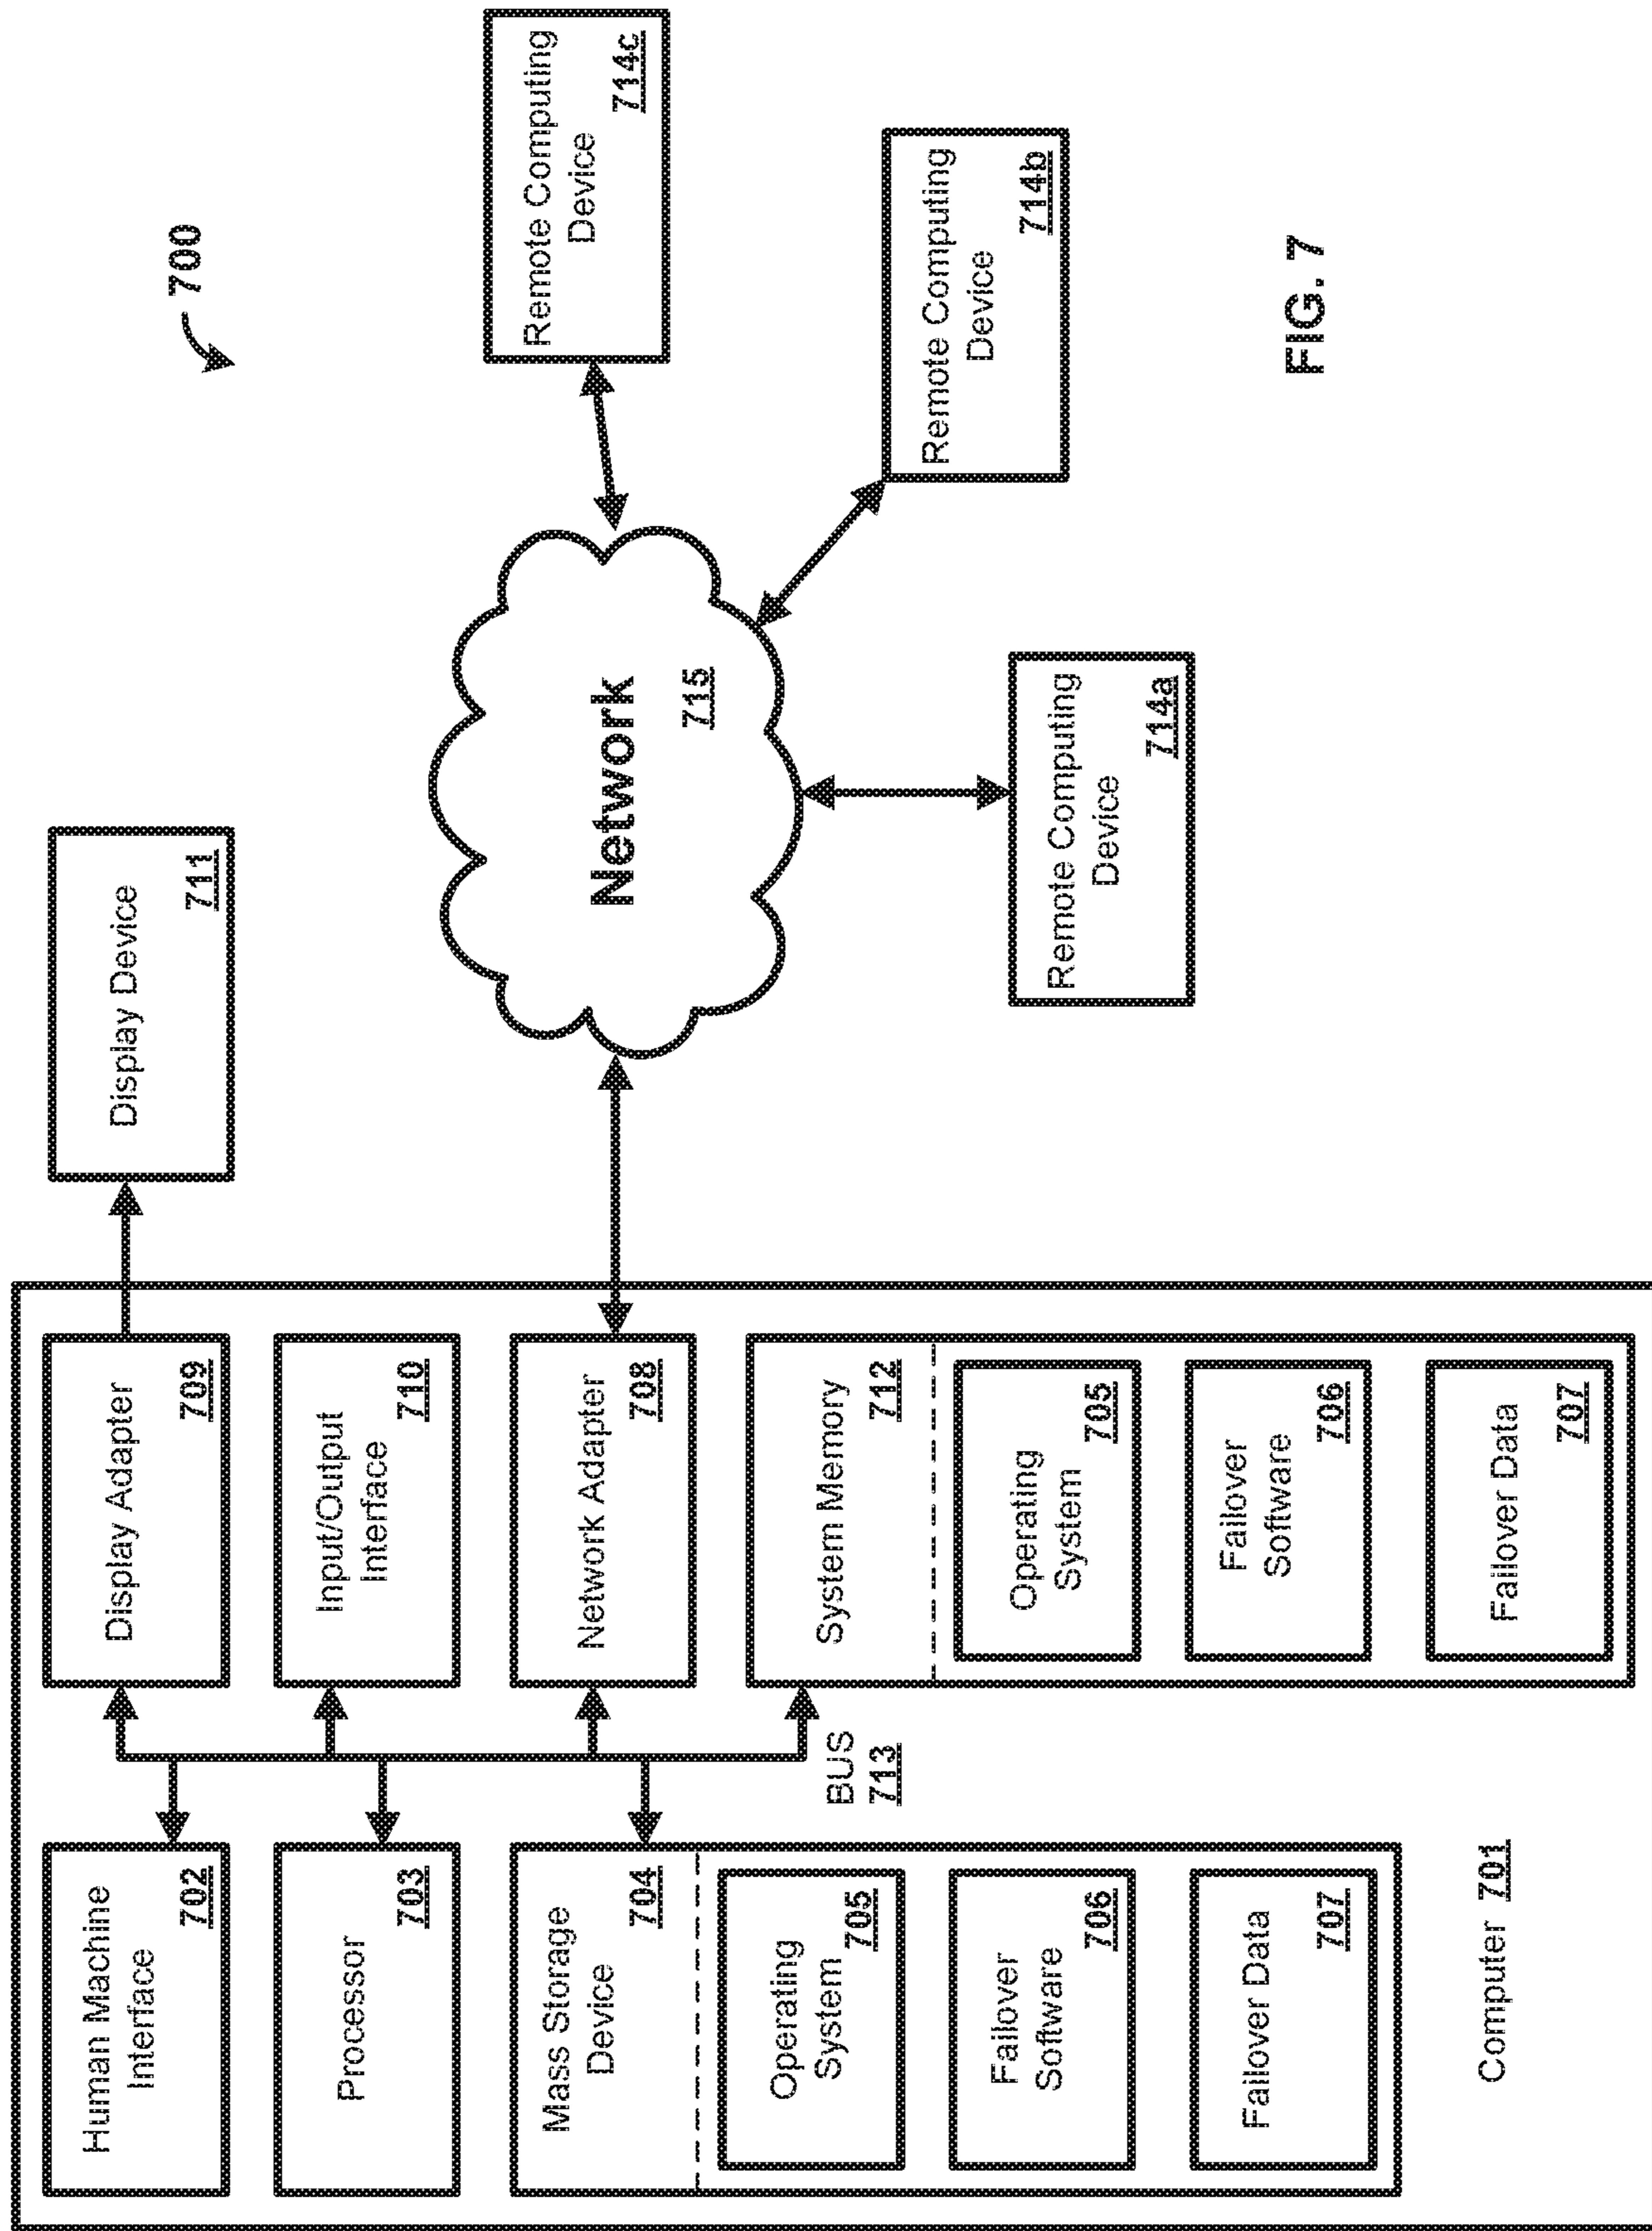 700
Human Machine
Interface
702
Processor
703
Mass Storage
Device
704
Operating
System
705
Failover
Software
706
Failover Data
707
Computer 701
BUS
713
Display Adapter
709
Input/Output
Interface
710
Network Adapter
708
System Memory
712
Operating
System
705
Failover
Software
706
Failover Data
707
Display Device
711
Network
715
Remote Computing
Device
714a
Remote Computing
Device
714b
Remote Computing
Device
714c
FIG. 7